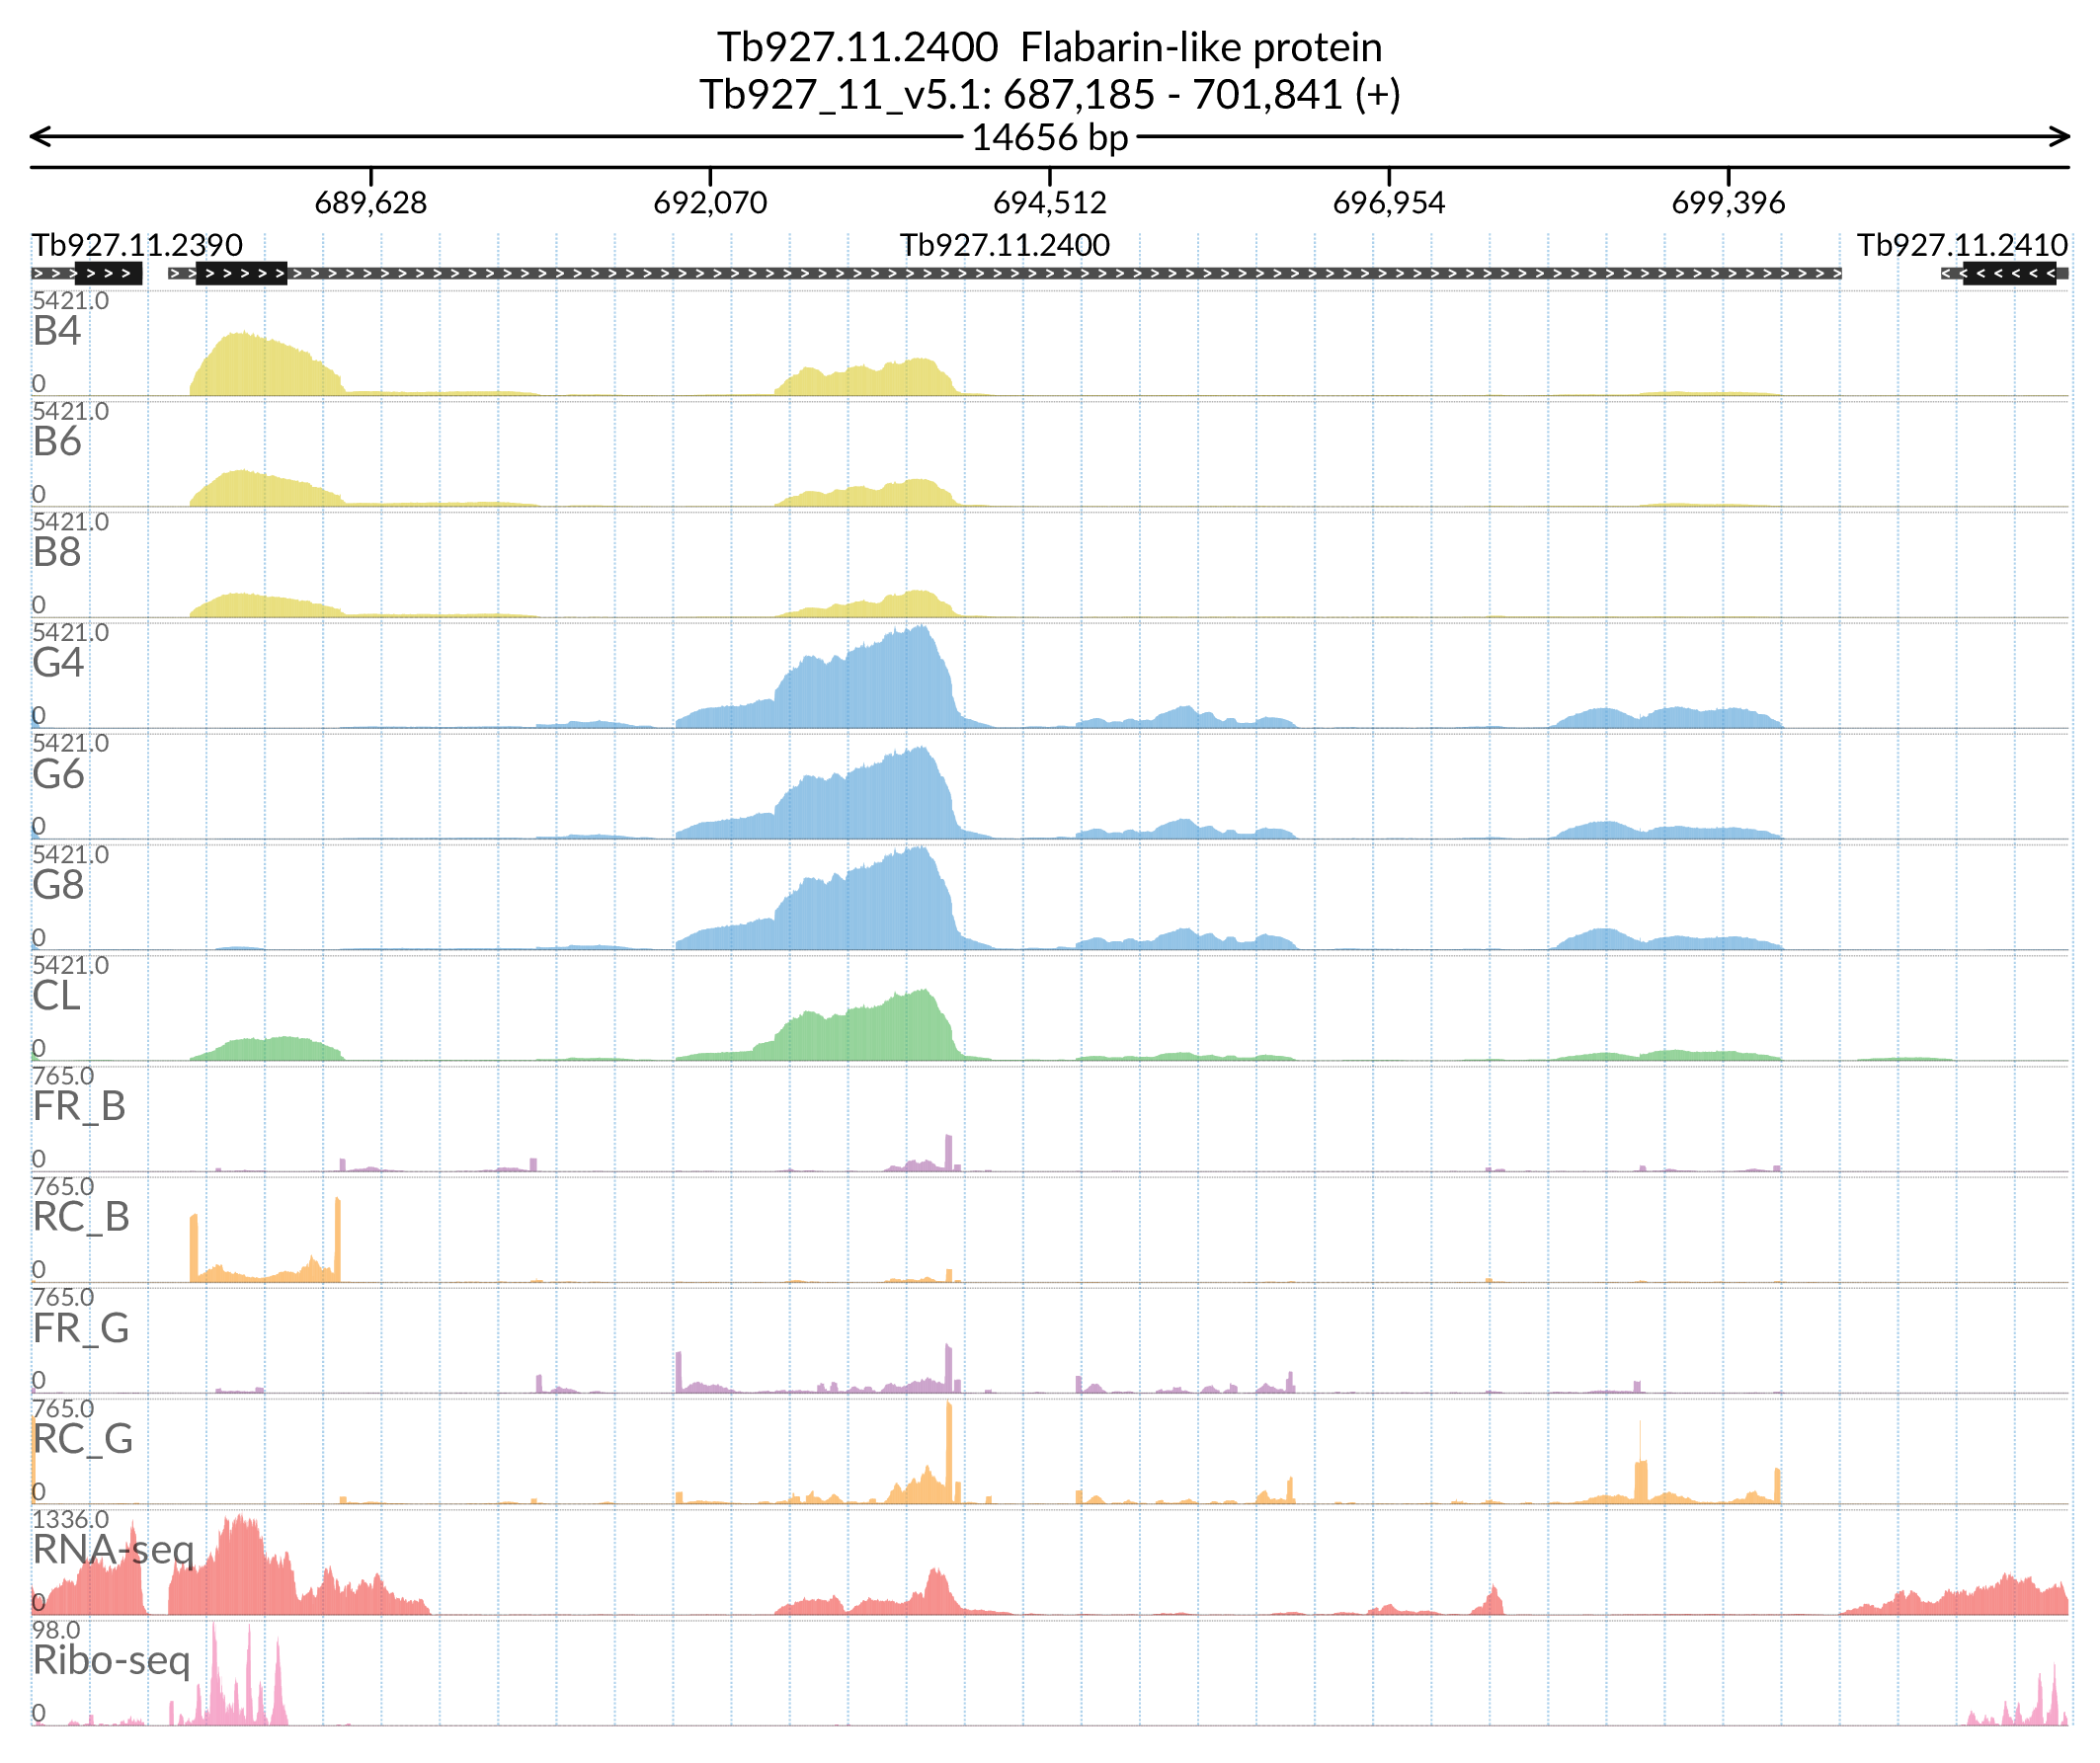 Tb927.11.2400  Flabarin-like protein
Tb927_11_v5.1: 687,185 - 701,841 (+)
14656 bp
689,628 692,070 694,512 696,954 699,396
Tb927.11.2390 Tb927.11.2400 Tb927.11.2410
5421.0
B4
0
5421.0
B6
0
5421.0
B8
0
5421.0
G4
0
5421.0
G6
0
5421.0
G8
0
5421.0
CL
0
765.0
FR_B
0
765.0
RC_B
0
765.0
FR_G
0
765.0
RC_G
0
1336.0
RNA-seq
0
98.0
Ribo-seq
0